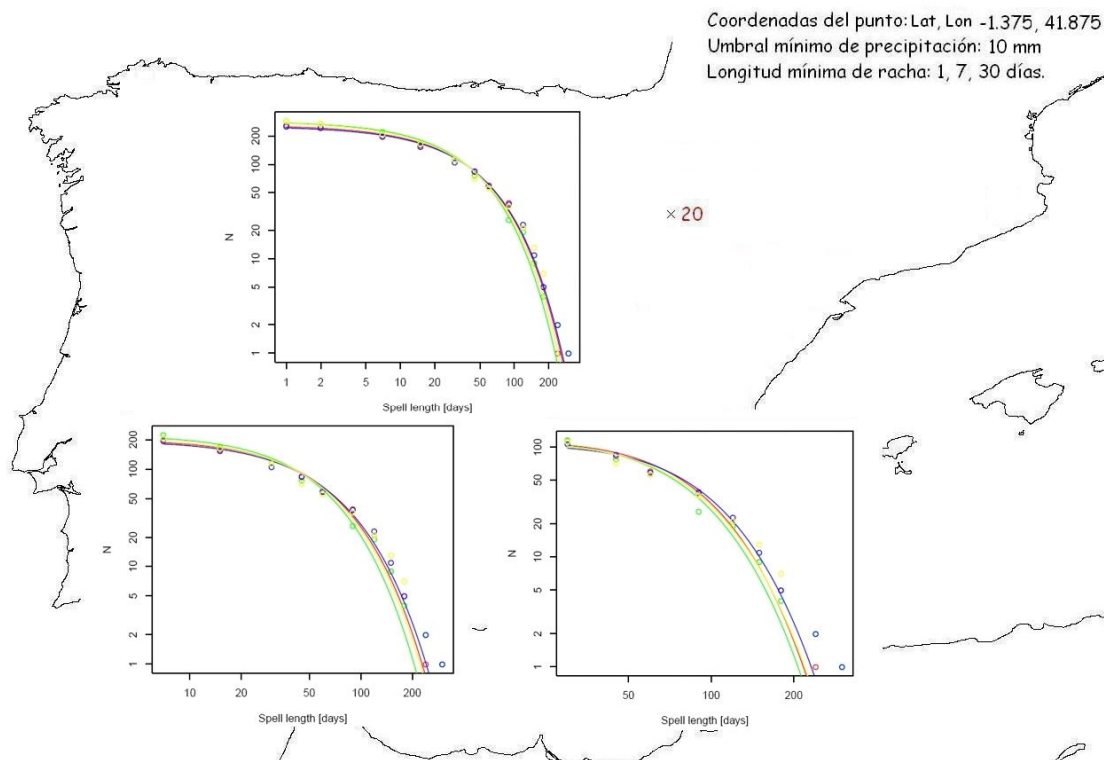 Coordenadas del punto: Lat, Lon -1.375, 41.875
Umbral mínimo de precipitación: 10 mm
Longitud mínima de racha: 1, 7, 30 días.
200
100
50
20
10
5
2
1
N
1 2 5 10 20 50 100 200
Spell length [days]
× 20
200
100
50
20
10
5
2
1
N
10 20 50 100 200
Spell length [days]
100
50
20
10
5
2
1
N
50 100 200
Spell length [days]